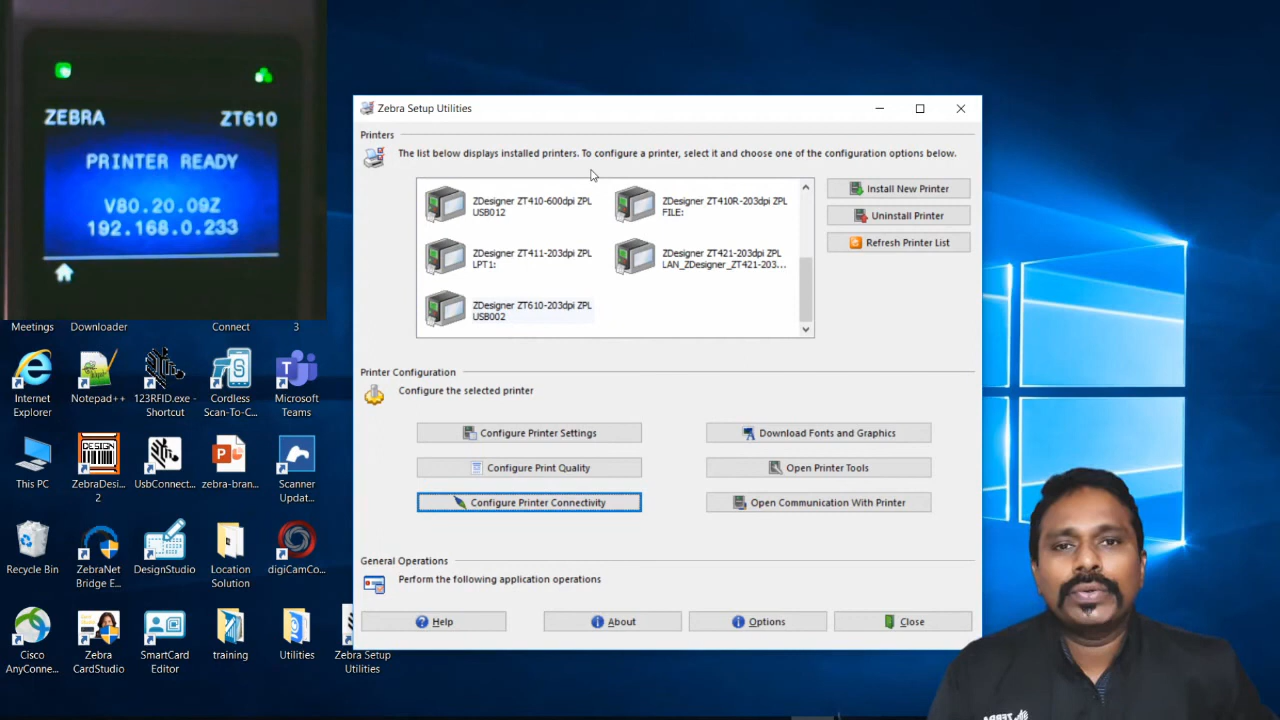 ZEBRA ZT610
PRINTER READY
V80.20.09Z
192.168.0.233
Meetings
Downloader
Connect
3
Internet
Explorer
Notepad++
123RFID.exe -
Shortcut
Cordless
Scan-To-C...
Microsoft
Teams
This PC
DESIGN
ZebraDesi...
2
UsbConnect...
zebra-bran...
Scanner
Updat...
Recycle Bin
ZebraNet
Bridge E...
DesignStudio
Location
Solution
digiCamCo...
Cisco
AnyConne...
Zebra
CardStudio
SmartCard
Editor
training
Utilities
Zebra Setup
Utilities
Zebra Setup Utilities
Printers
The list below displays installed printers. To configure a printer, select it and choose one of the configuration options below.
ZDesigner ZT410-600dpi ZPL
USB012
ZDesigner ZT410R-203dpi ZPL
FILE:
ZDesigner ZT411-203dpi ZPL
LPT1:
ZDesigner ZT421-203dpi ZPL
LAN_ZDesigner_ZT421-203...
ZDesigner ZT610-203dpi ZPL
USB002
Install New Printer
Uninstall Printer
Refresh Printer List
Printer Configuration
Configure the selected printer
Configure Printer Settings
Download Fonts and Graphics
Configure Print Quality
Open Printer Tools
Configure Printer Connectivity
Open Communication With Printer
General Operations
Perform the following application operations
Help
About
Options
Close
ZEBRA